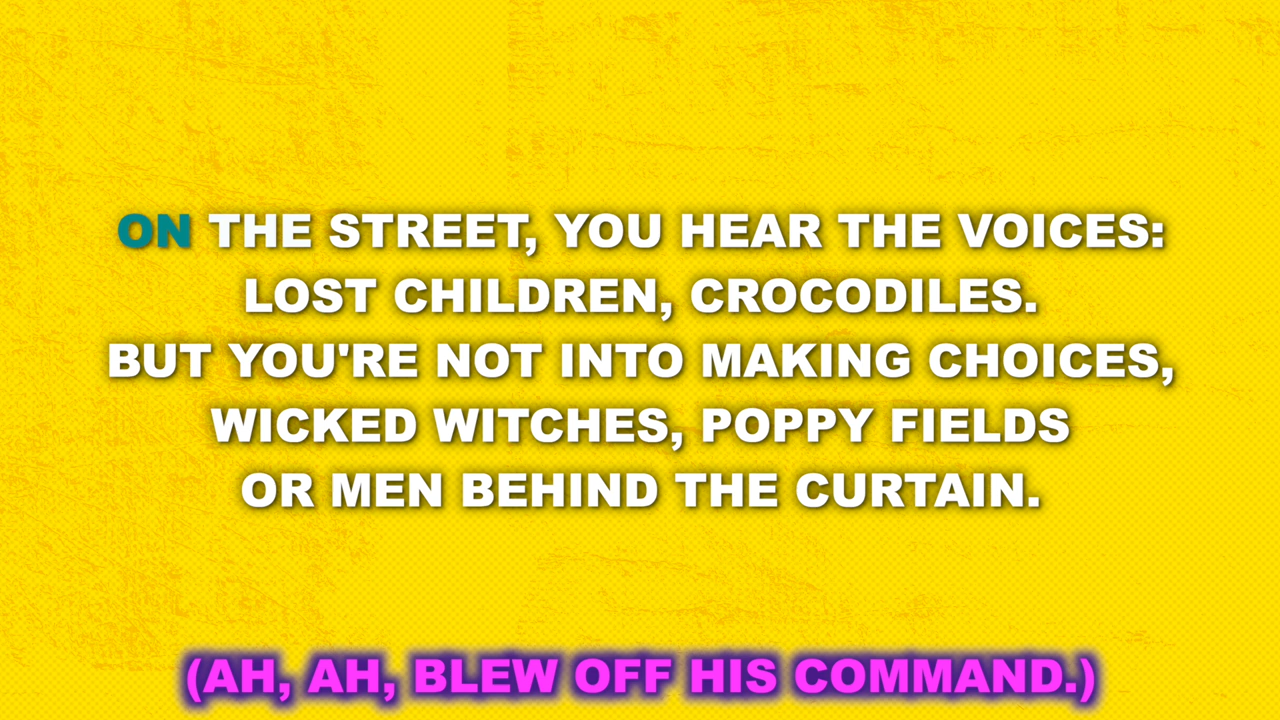 ON THE STREET, YOU HEAR THE VOICES:
LOST CHILDREN, CROCODILES.
BUT YOU'RE NOT INTO MAKING CHOICES,
WICKED WITCHES, POPPY FIELDS
OR MEN BEHIND THE CURTAIN.
(AH, AH, BLEW OFF HIS COMMAND.)